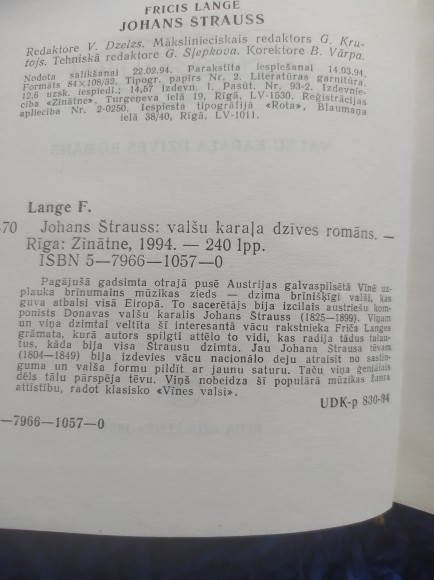 FRICIS LANGE
JOHANS ŠTRAUSS
Redaktore V. Dzelzs. Mākslinieciskais redaktors G. Kru-
tojs. Tehniskā redaktore G. Sļepkova. Korektore B. Vārpa.
Nodota salikšanai 22.02.94. Parakstīta iespiešanai 14.03.94.
Formāts 84×108/32. Tipogr. papīrs Nr. 2. Literatūras garnitūra.
12,6 uzsk. iespiedl.; 14,57 izdevn. l. Pasūt. Nr. 93-2. Izdevnie-
cība «Zinātne», Turgeņeva ielā 19, Rīgā, LV-1530. Reģistrācijas
apliecība Nr. 2-0250. Iespiesta tipogrāfijā «Rota», Blaumaņa
ielā 38/40, Rīgā, LV-1011.
Lange F.
70 Johans Štrauss: valšu karaļa dzīves romāns. —
Rīga: Zinātne, 1994. — 240 lpp.
ISBN 5—7966—1057—0
Pagājušā gadsimta otrajā pusē Austrijas galvaspilsētā Vīnē uz-
plauka brīnumains mūzikas zieds — dzima brīnišķīgi valši, kas
guva atbalsi visā Eiropā. To sacerētājs bija izcilais austriešu kom-
ponists Donavas valšu karalis Johans Štrauss (1825—1899). Viņam
un viņa dzimtai veltīta šī interesantā vācu rakstnieka Friča Langes
grāmata, kurā autors spilgti attēlo to vidi, kas radīja tādus talan-
tus, kāda bija visa Štrausu dzimta. Jau Johana Štrausa tēvam
(1804—1849) bija izdevies vācu nacionālo deju atraisīt no sastin-
guma un valša formu pildīt ar jaunu saturu. Taču viņa ģeniālais
dēls tālu pārspēja tēvu. Viņš nobeidza šī populārā mūzikas žanra
attīstību, radot klasisko «Vīnes valsi».
UDK-p 830-94
—7966—1057—0